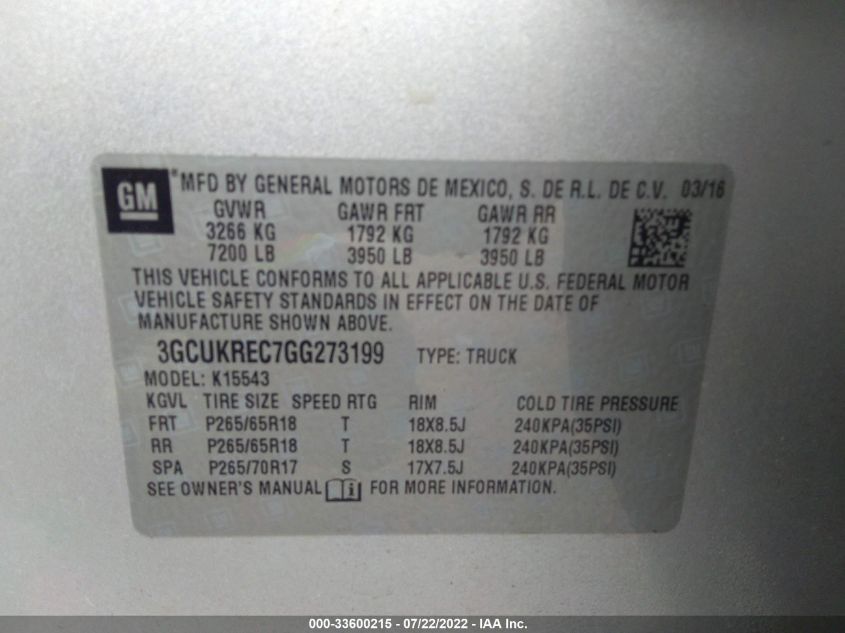 GM *MFD BY GENERAL MOTORS DE MEXICO, S. DE R.L. DE C.V. 03/16
GVWR GAWR FRT GAWR RR
3266 KG 1792 KG 1792 KG
7200 LB 3950 LB 3950 LB
THIS VEHICLE CONFORMS TO ALL APPLICABLE U.S. FEDERAL MOTOR
VEHICLE SAFETY STANDARDS IN EFFECT ON THE DATE OF
MANUFACTURE SHOWN ABOVE.
3GCUKREC7GG273199 TYPE: TRUCK
MODEL: K15543
KGVL TIRE SIZE SPEED RTG RIM COLD TIRE PRESSURE
FRT P265/65R18 T 18X8.5J 240KPA(35PSI)
RR P265/65R18 T 18X8.5J 240KPA(35PSI)
SPA P265/70R17 S 17X7.5J 240KPA(35PSI)
SEE OWNER'S MANUAL FOR MORE INFORMATION.
000-33600215 - 07/22/2022 - IAA Inc.